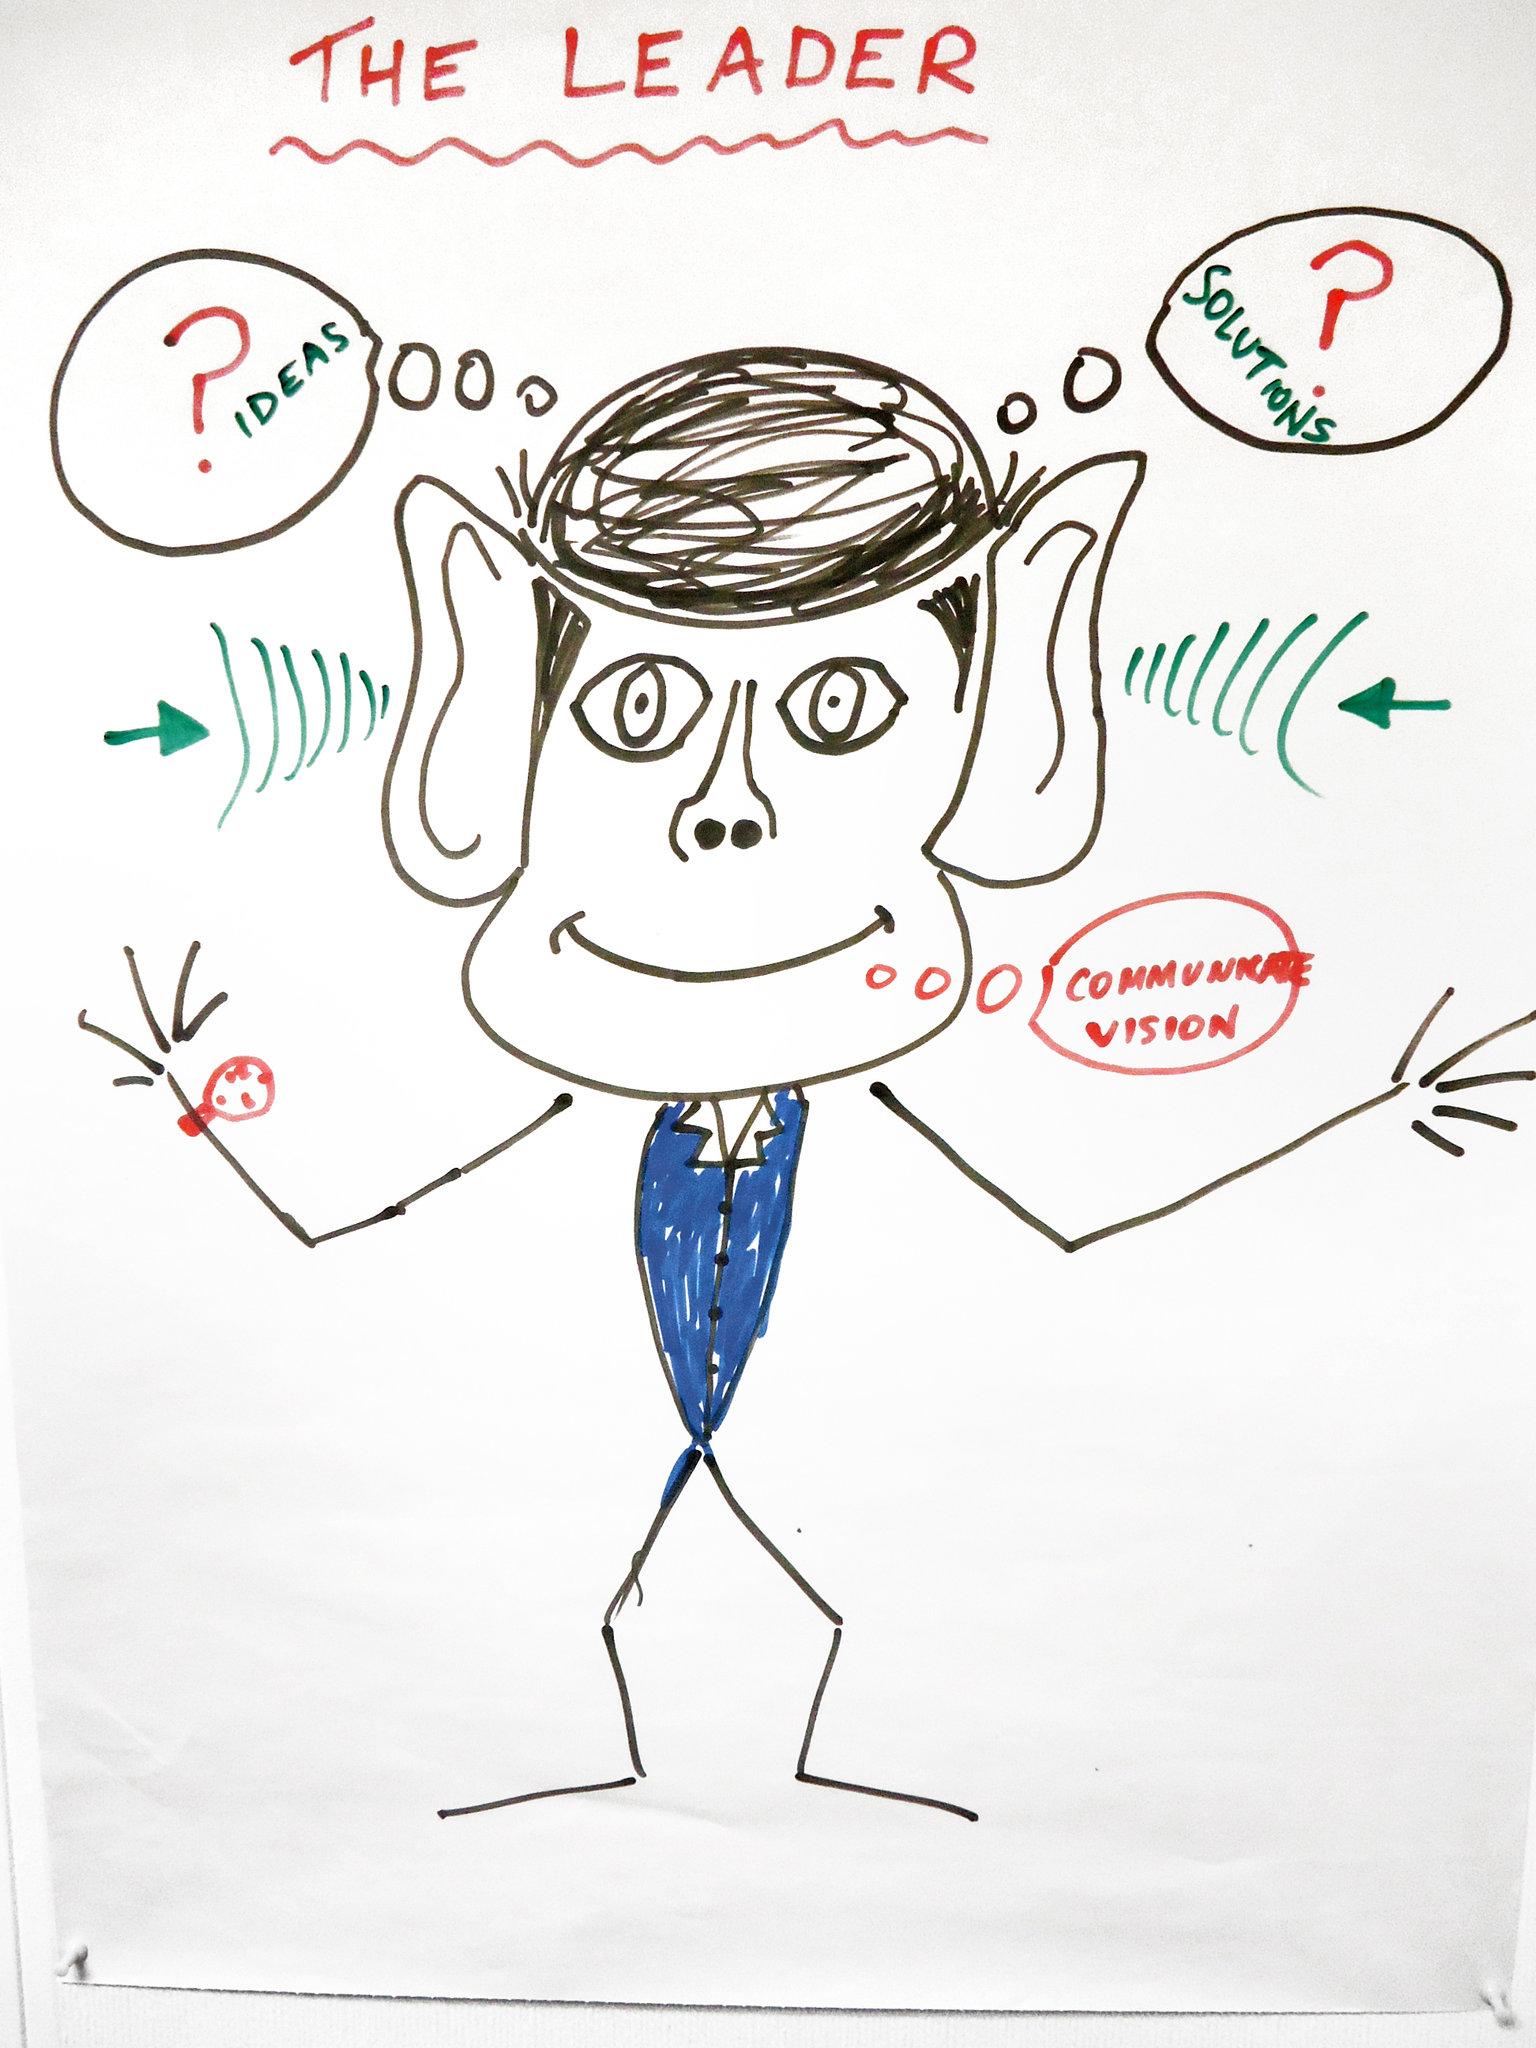 THE LEADER
? IDEAS
? SOLUTIONS
COMMUNICATE
VISION